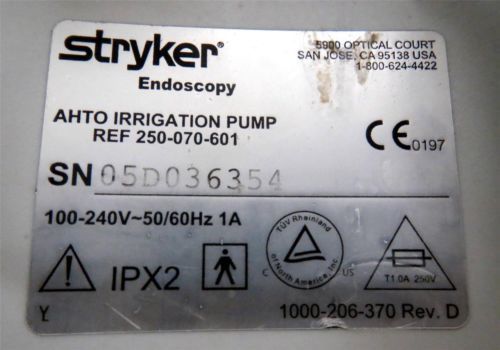 stryker®
Endoscopy
5900 OPTICAL COURT
SAN JOSE, CA 95138 USA
1-800-624-4422
AHTO IRRIGATION PUMP
REF 250-070-601
CE 0197
SN 05D036354
100-240V~50/60Hz 1A
IPX2
TÜV Rheinland
of North America, Inc.
C US
T1.0A 250V
Y
1000-206-370 Rev. D